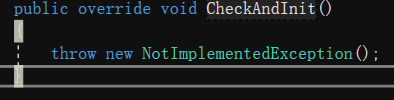 public override void CheckAndInit()
{
throw new NotImplementedException();
}